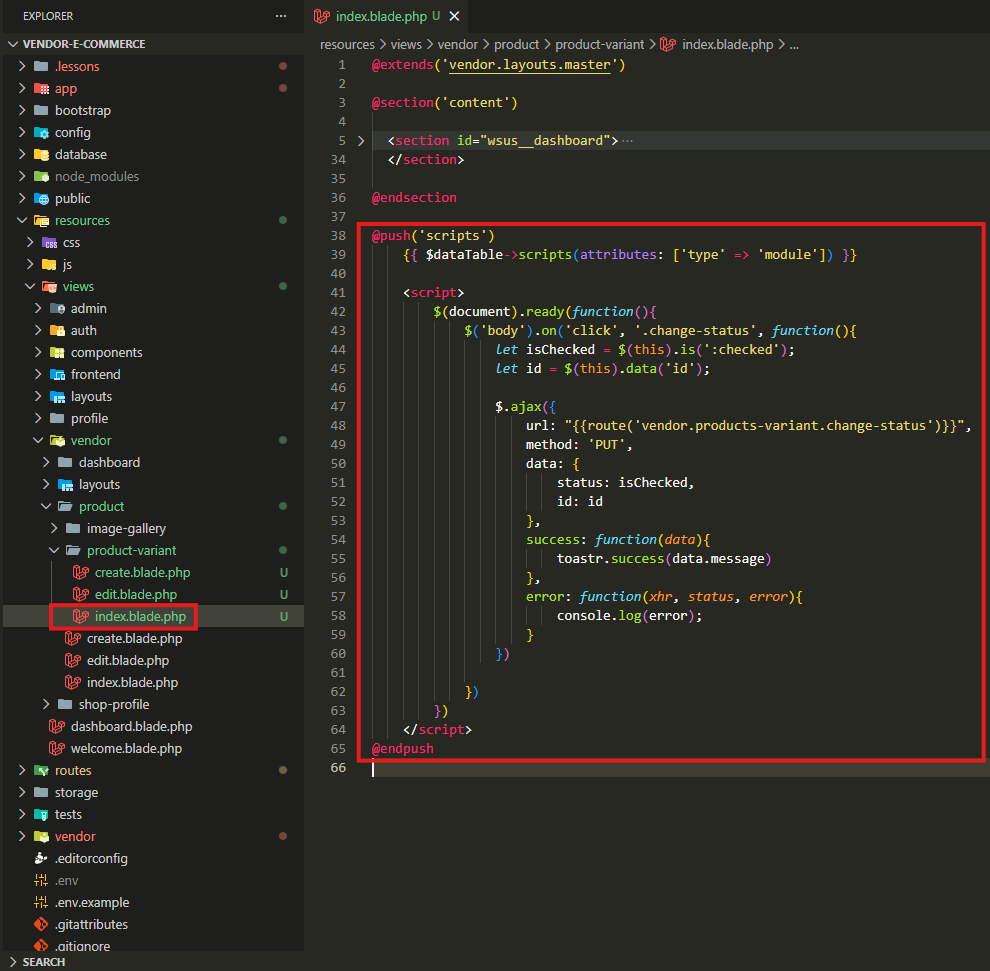 EXPLORER
···
index.blade.php U
VENDOR-E-COMMERCE
.lessons
app
bootstrap
config
database
node_modules
public
resources
css
js
views
admin
auth
components
frontend
layouts
profile
vendor
dashboard
layouts
product
image-gallery
product-variant
create.blade.php U
edit.blade.php U
index.blade.php U
create.blade.php
edit.blade.php
index.blade.php
shop-profile
dashboard.blade.php
welcome.blade.php
routes
storage
tests
vendor
.editorconfig
.env
.env.example
.gitattributes
.gitignore
SEARCH
resources > views > vendor > product > product-variant > index.blade.php > ...
1 @extends('vendor.layouts.master')
2
3 @section('content')
4
5 <section id="wsus__dashboard">···
34 </section>
35
36 @endsection
37
38 @push('scripts')
39 {{ $dataTable->scripts(attributes: ['type' => 'module']) }}
40
41 <script>
42 $(document).ready(function(){
43 $('body').on('click', '.change-status', function(){
44 let isChecked = $(this).is(':checked');
45 let id = $(this).data('id');
46
47 $.ajax({
48 url: "{{route('vendor.products-variant.change-status')}}",
49 method: 'PUT',
50 data: {
51 status: isChecked,
52 id: id
53 },
54 success: function(data){
55 toastr.success(data.message)
56 },
57 error: function(xhr, status, error){
58 console.log(error);
59 }
60 })
61
62 })
63 })
64 </script>
65 @endpush
66